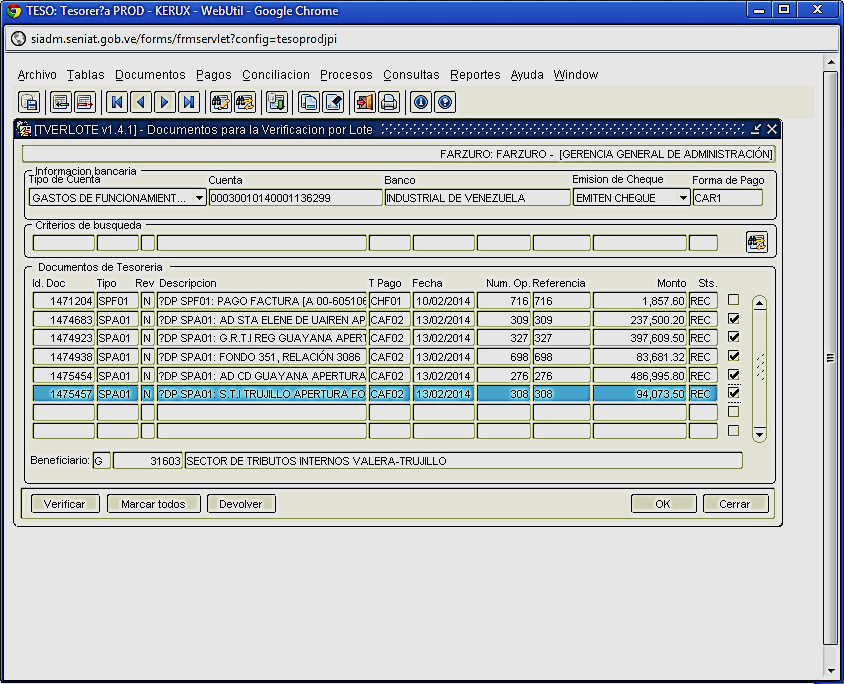 TESO: Tesorer?a PROD - KERUX - WebUtil - Google Chrome
siadm.seniat.gob.ve/forms/frmservlet?config=tesoprodjpi
Archivo Tablas Documentos Pagos Conciliacion Procesos Consultas Reportes Ayuda Window
[TVERLOTE v1.4.1] - Documentos para la Verificacion por Lote
FARZURO: FARZURO - [GERENCIA GENERAL DE ADMINISTRACIÓN]
Informacion bancaria
Tipo de Cuenta Cuenta Banco Emision de Cheque Forma de Pago
GASTOS DE FUNCIONAMIENT... 00030010140001136299 INDUSTRIAL DE VENEZUELA EMITEN CHEQUE CAR1
Criterios de busqueda
Documentos de Tesoreria
Id. Doc Tipo Rev Descripcion T Pago Fecha Num. Op. Referencia Monto Sts.
1471204 SPF01 N ?DP SPF01: PAGO FACTURA [A 00-605106 CHF01 10/02/2014 716 716 1,857.60 REC
1474683 SPA01 N ?DP SPA01: AD STA ELENE DE UAIREN AP CAF02 13/02/2014 309 309 237,500.20 REC
1474923 SPA01 N ?DP SPA01: G.R.T.I REG GUAYANA APERT CAF02 13/02/2014 327 327 397,609.50 REC
1474938 SPA01 N ?DP SPA01: FONDO 351, RELACIÓN 3086 CAF02 13/02/2014 698 698 83,681.32 REC
1475454 SPA01 N ?DP SPA01: AD CD GUAYANA APERTURA CAF02 13/02/2014 276 276 486,995.80 REC
1475457 SPA01 N ?DP SPA01: S.T.I TRUJILLO APERTURA FO CAF02 13/02/2014 308 308 94,073.50 REC
Beneficiario: G 31603 SECTOR DE TRIBUTOS INTERNOS VALERA-TRUJILLO
Verificar Marcar todos Devolver OK Cerrar